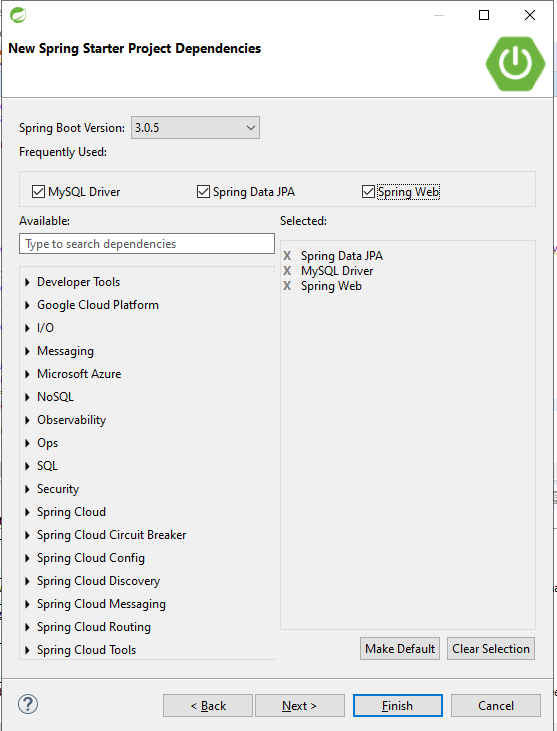 New Spring Starter Project Dependencies
Spring Boot Version: 3.0.5
Frequently Used:
MySQL Driver Spring Data JPA Spring Web
Available: Selected:
Type to search dependencies
Spring Data JPA
MySQL Driver
Spring Web
Developer Tools
Google Cloud Platform
I/O
Messaging
Microsoft Azure
NoSQL
Observability
Ops
SQL
Security
Spring Cloud
Spring Cloud Circuit Breaker
Spring Cloud Config
Spring Cloud Discovery
Spring Cloud Messaging
Spring Cloud Routing
Spring Cloud Tools
Make Default Clear Selection
? < Back Next > Finish Cancel